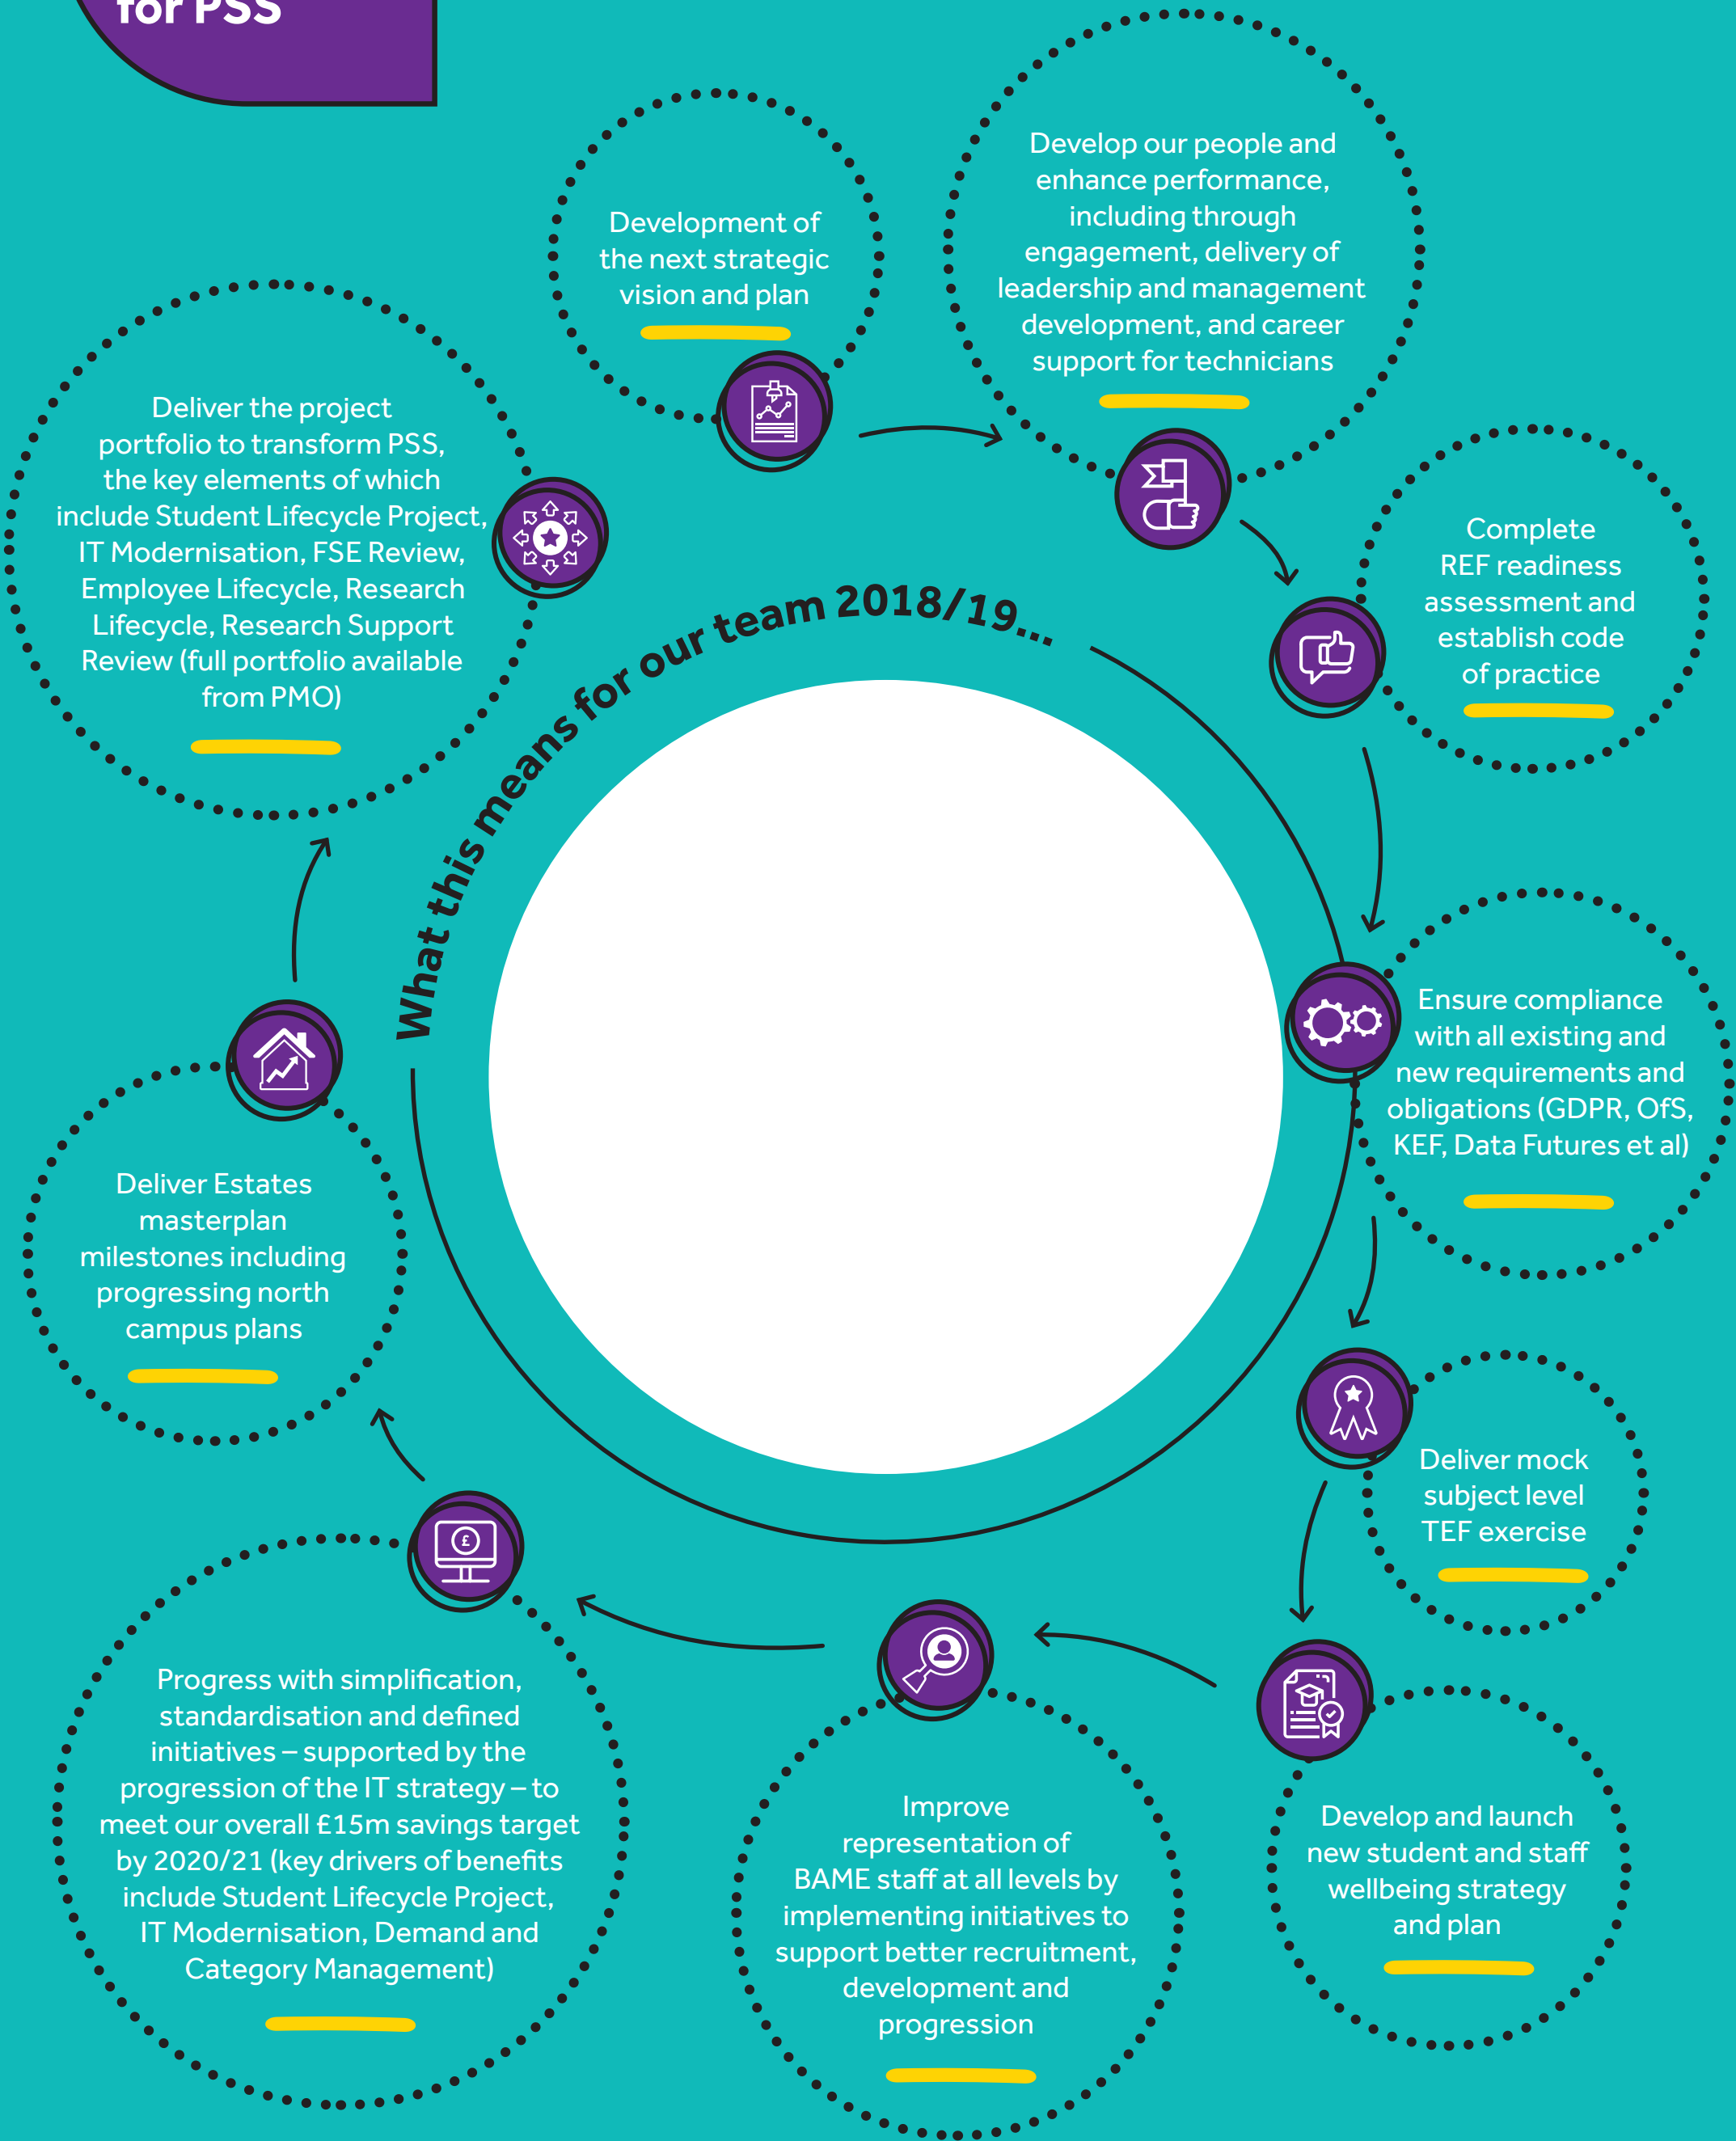 for PSS
Development of
the next strategic
vision and plan
Develop our people and
enhance performance,
including through
engagement, delivery of
leadership and management
development, and career
support for technicians
Complete
REF readiness
assessment and
establish code
of practice
Ensure compliance
with all existing and
new requirements and
obligations (GDPR, OfS,
KEF, Data Futures et al)
Deliver mock
subject level
TEF exercise
Develop and launch
new student and staff
wellbeing strategy
and plan
Improve
representation of
BAME staff at all levels by
implementing initiatives to
support better recruitment,
development and
progression
£
Progress with simplification,
standardisation and defined
initiatives – supported by the
progression of the IT strategy – to
meet our overall £15m savings target
by 2020/21 (key drivers of benefits
include Student Lifecycle Project,
IT Modernisation, Demand and
Category Management)
Deliver Estates
masterplan
milestones including
progressing north
campus plans
Deliver the project
portfolio to transform PSS,
the key elements of which
include Student Lifecycle Project,
IT Modernisation, FSE Review,
Employee Lifecycle, Research
Lifecycle, Research Support
Review (full portfolio available
from PMO)
What this means for our team 2018/19...